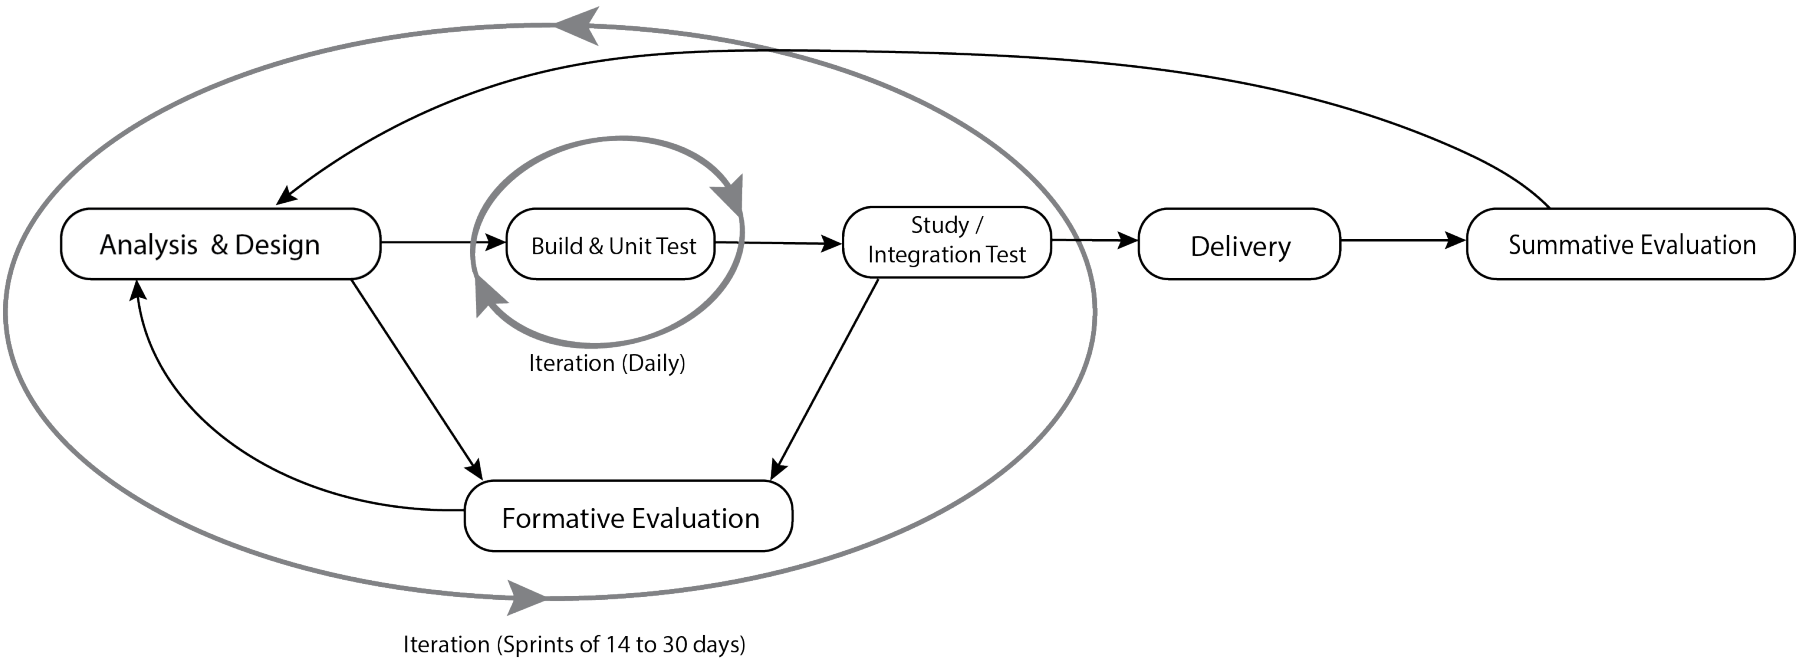 Analysis & Design
Build & Unit Test
Study /
Integration Test
Delivery
Summative Evaluation
Iteration (Daily)
Formative Evaluation
Iteration (Sprints of 14 to 30 days)